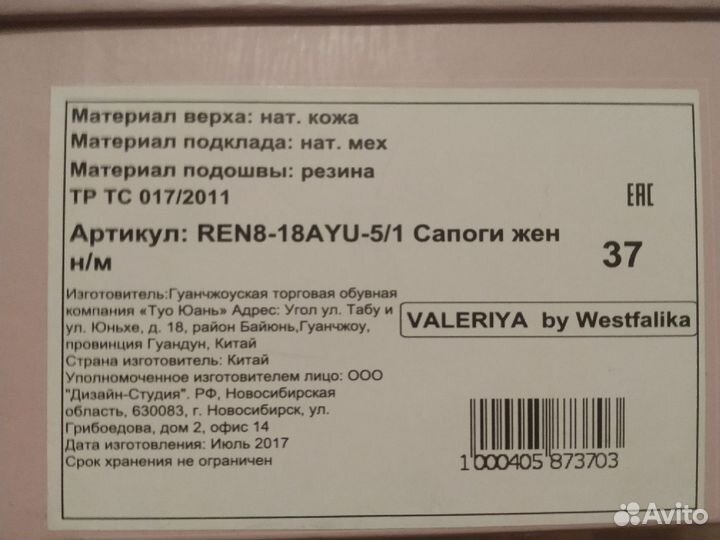 Материал верха: нат. кожа
Материал подклада: нат. мех
Материал подошвы: резина
ТР ТС 017/2011
EAC
Артикул: REN8-18AYU-5/1 Сапоги жен
н/м
37
Изготовитель:Гуанчжоуская торговая обувная
компания «Туо Юань» Адрес: Угол ул. Табу и
ул. Юньхе, д. 18, район Байюнь,Гуанчжоу,
провинция Гуандун, Китай
Страна изготовитель: Китай
Уполномоченное изготовителем лицо: ООО
"Дизайн-Студия". РФ, Новосибирская
область, 630083, г. Новосибирск, ул.
Грибоедова, дом 2, офис 14
Дата изготовления: Июль 2017
Срок хранения не ограничен
VALERIYA by Westfalika
1000405 873703
Avito